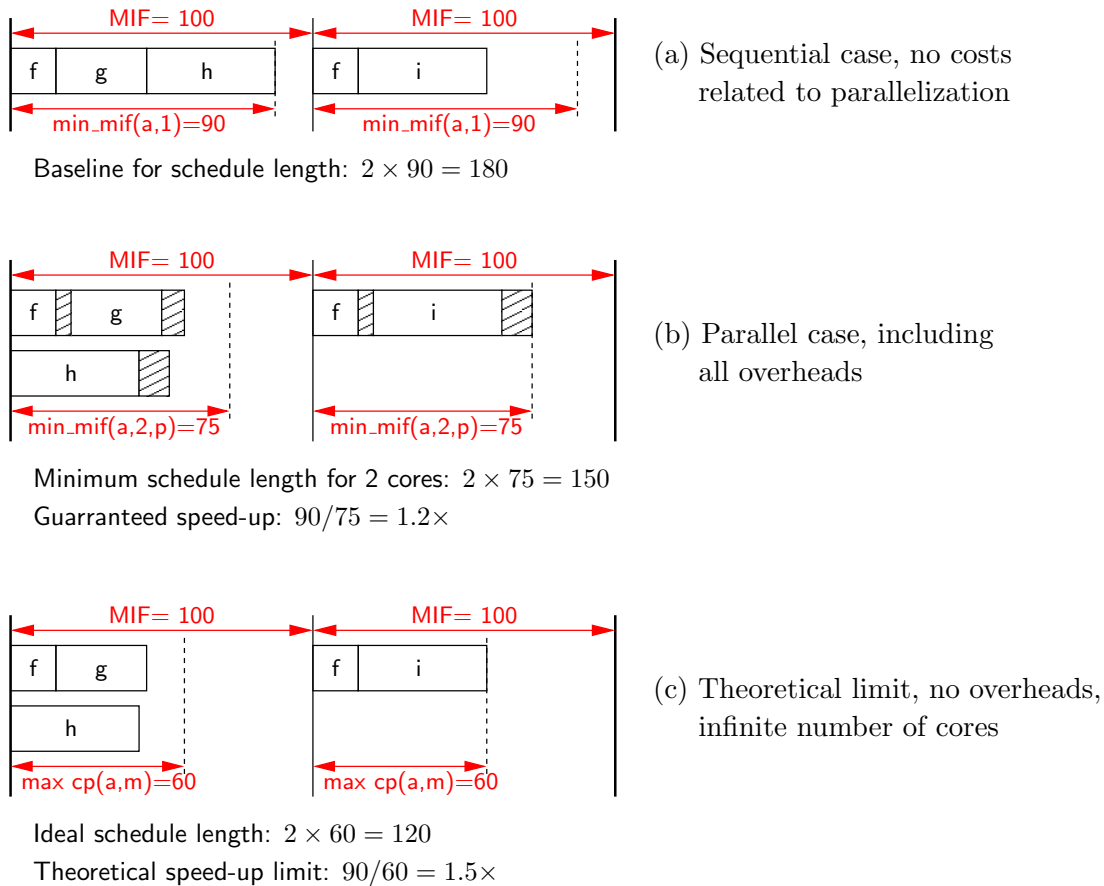 MIF= 100 MIF= 100
f g h f i
min_mif(a,1)=90 min_mif(a,1)=90
(a) Sequential case, no costs
related to parallelization
Baseline for schedule length: 2 × 90 = 180
MIF= 100 MIF= 100
f g f i
h
min_mif(a,2,p)=75 min_mif(a,2,p)=75
(b) Parallel case, including
all overheads
Minimum schedule length for 2 cores: 2 × 75 = 150
Guarranteed speed-up: 90/75 = 1.2×
MIF= 100 MIF= 100
f g f i
h
max cp(a,m)=60 max cp(a,m)=60
(c) Theoretical limit, no overheads,
infinite number of cores
Ideal schedule length: 2 × 60 = 120
Theoretical speed-up limit: 90/60 = 1.5×